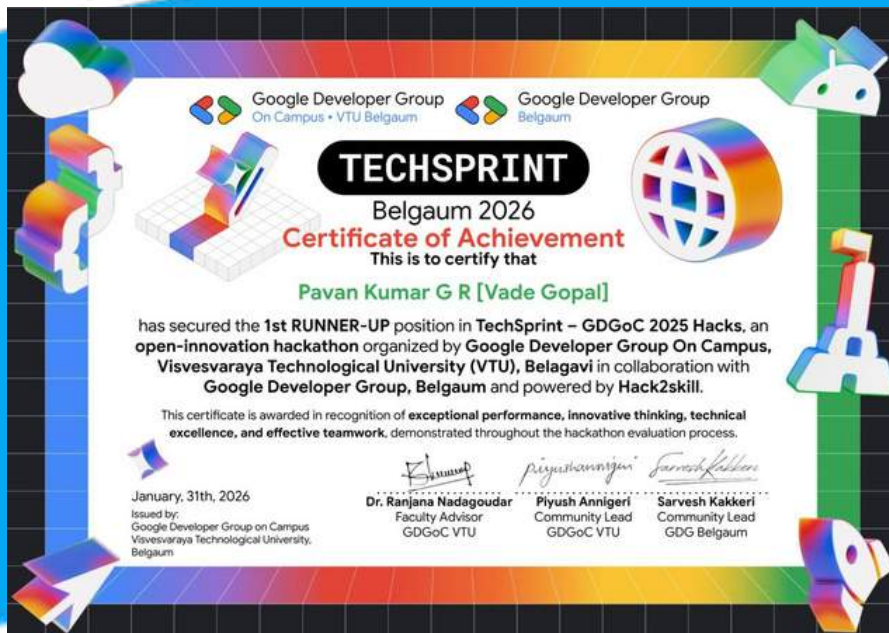 Google Developer Group
On Campus • VTU Belgaum
Google Developer Group
Belgaum
TECHSPRINT
Belgaum 2026
Certificate of Achievement
This is to certify that
Pavan Kumar G R [Vade Gopal]
has secured the 1st RUNNER-UP position in TechSprint – GDGoC 2025 Hacks, an
open-innovation hackathon organized by Google Developer Group On Campus,
Visvesvaraya Technological University (VTU), Belagavi in collaboration with
Google Developer Group, Belgaum and powered by Hack2skill.
This certificate is awarded in recognition of exceptional performance, innovative thinking, technical
excellence, and effective teamwork, demonstrated throughout the hackathon evaluation process.
January, 31th, 2026
Issued by:
Google Developer Group on Campus
Visvesvaraya Technological University,
Belgaum
Piyushannigeri
Sarvesh Kakkeri
Dr. Ranjana Nadagoudar
Faculty Advisor
GDGoC VTU
Piyush Annigeri
Community Lead
GDGoC VTU
Sarvesh Kakkeri
Community Lead
GDG Belgaum